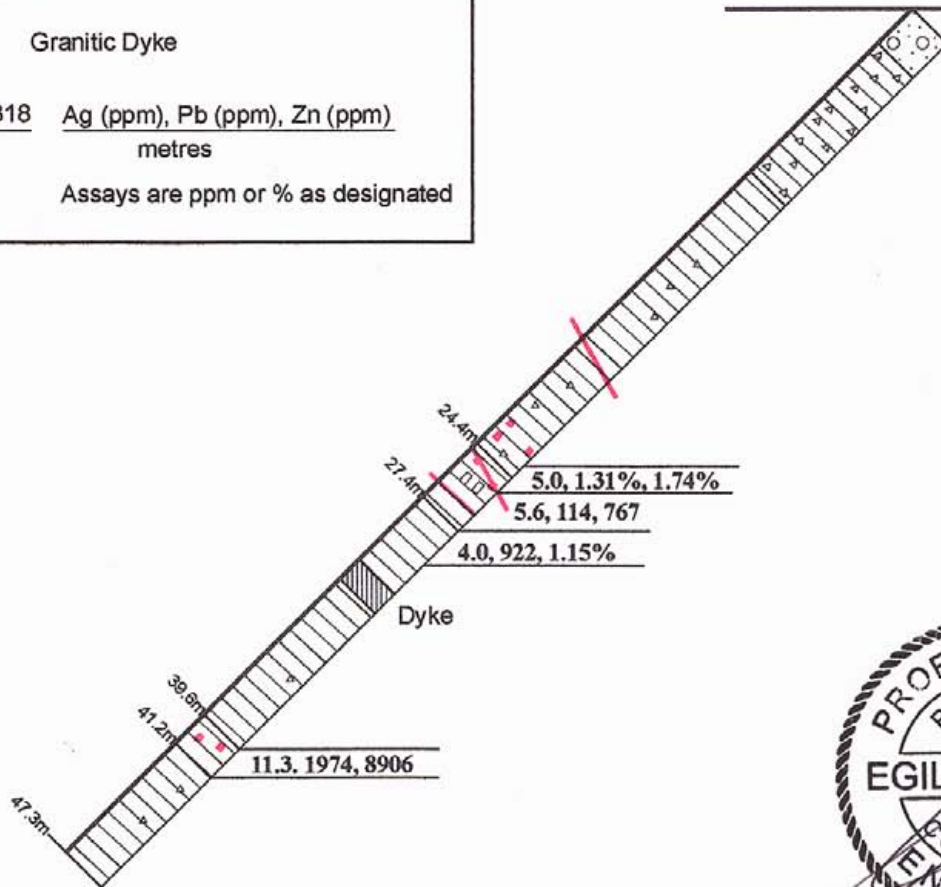 Granitic Dyke
318 Ag (ppm), Pb (ppm), Zn (ppm)
metres
Assays are ppm or % as designated
24.4m
5.0, 1.31%, 1.74%
27.4m
5.6, 114, 767
4.0, 922, 1.15%
Dyke
39.6m
41.2m
11.3. 1974, 8906
47.3m
EGIL